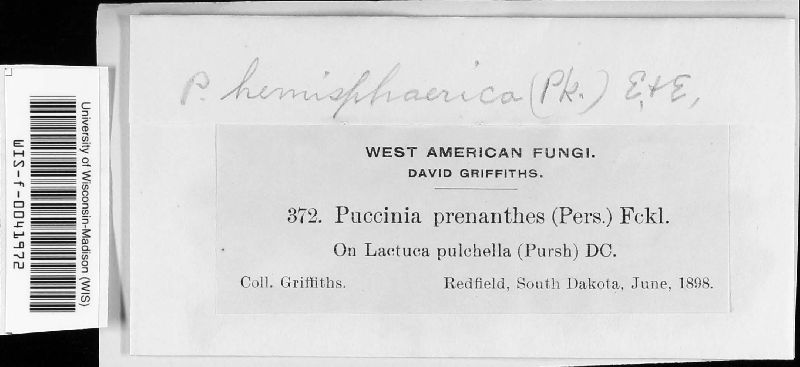 P. hemisphaerica (Pk.) E. & E.
WEST AMERICAN FUNGI.
DAVID GRIFFITHS.
372. Puccinia prenanthes (Pers.) Fckl.
On Lactuca pulchella (Pursh) DC.
Coll. Griffiths. Redfield, South Dakota, June, 1898.
University of Wisconsin-Madison (WIS)
WIS-f-0041972